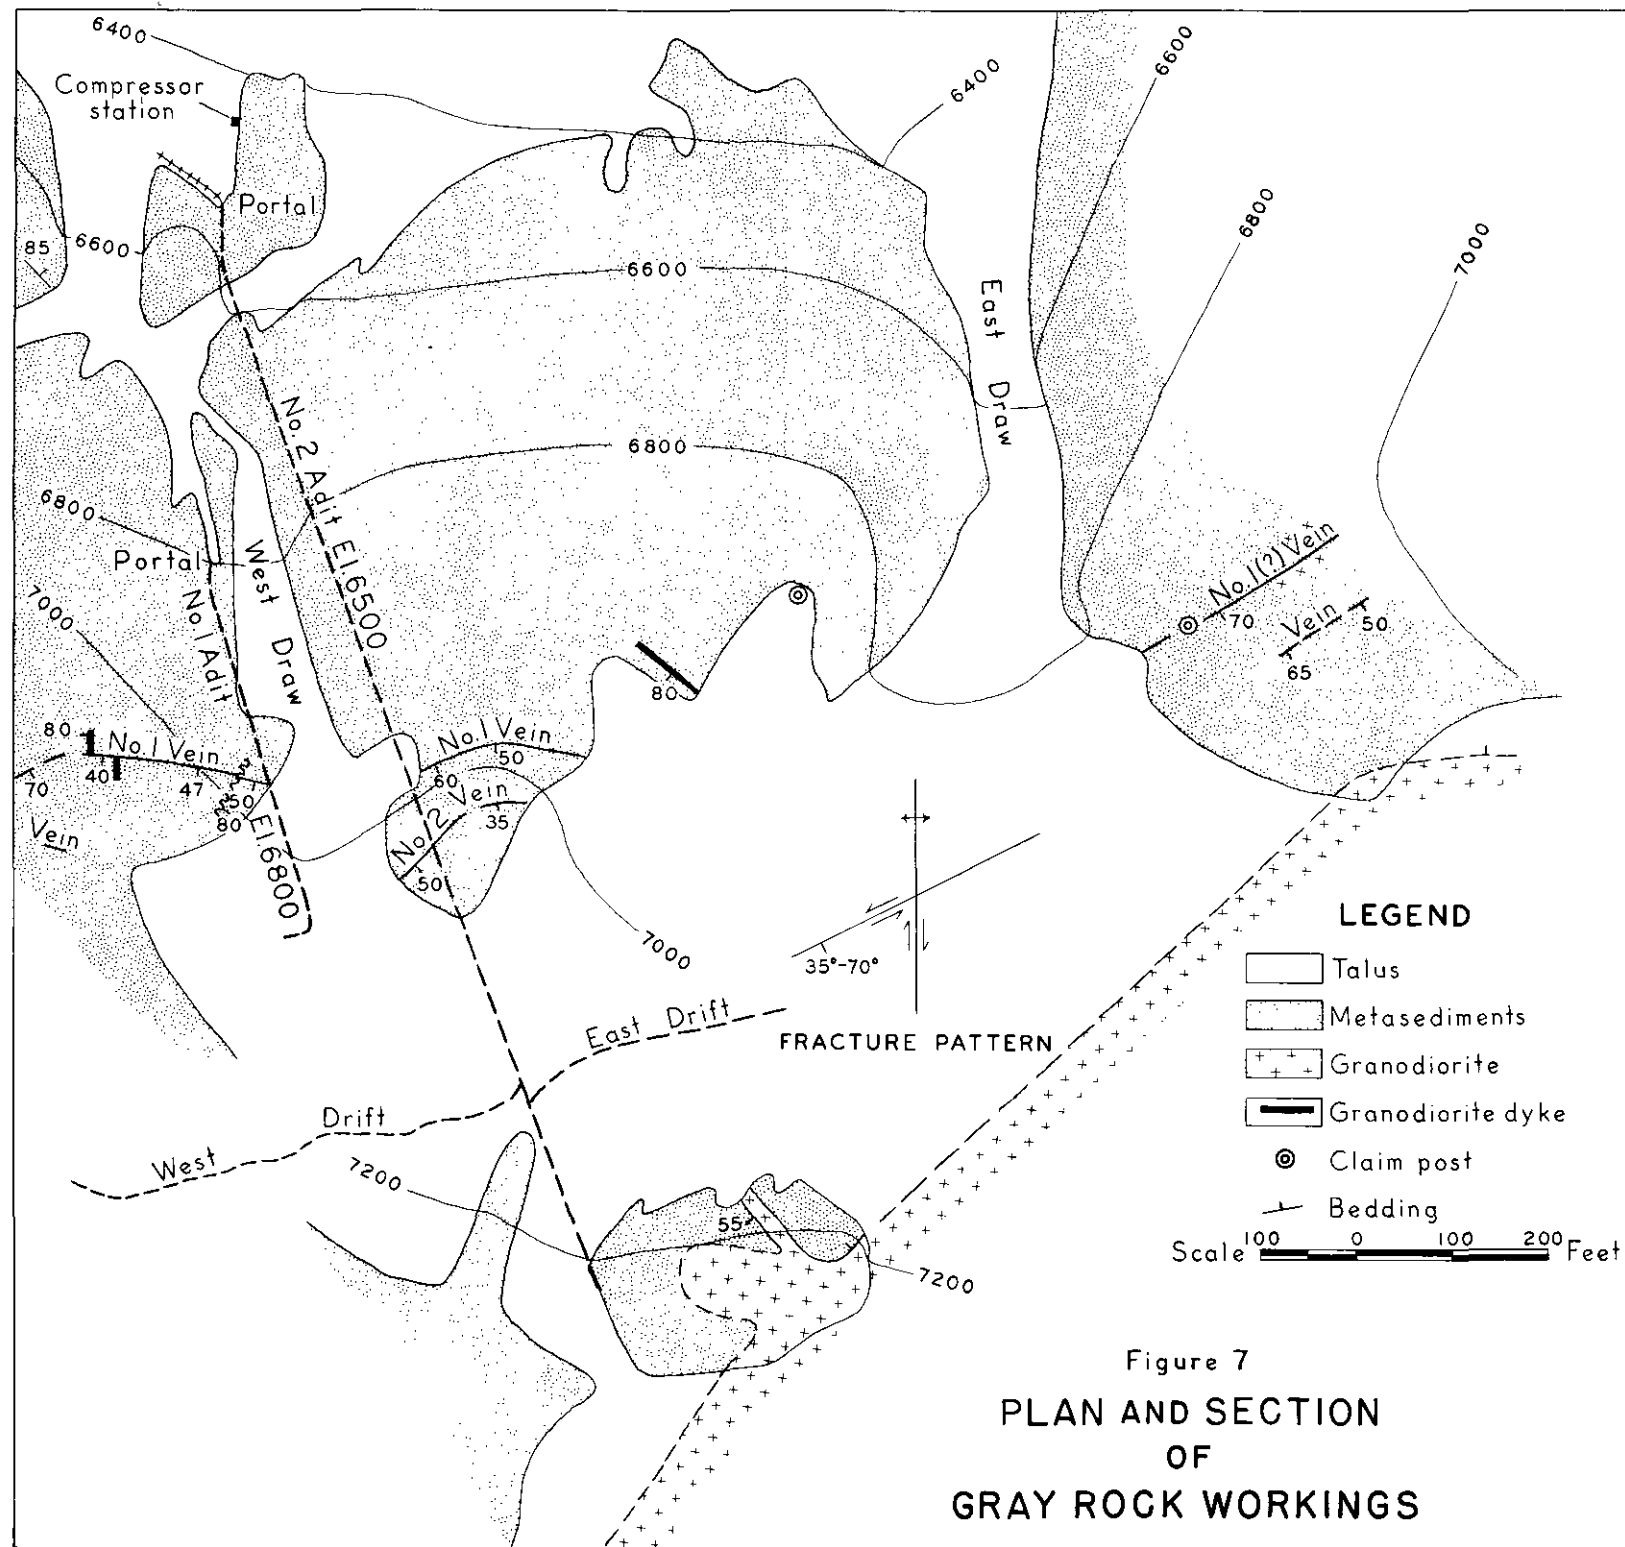 6400
Compressor
station
Portal
6600
85
6400
6600
6800
7000
6600
East Draw
No. 2 Adit El. 6500
6800
6800
Portal
West Draw
No. 1 Adit
7000
No. 1(?) Vein
70
Vein
50
65
80
80
No. 1 Vein
40
47
50
80
70
Vein
El. 6800
No. 1 Vein
50
60
No. 2 Vein
35
50
7000
35°-70°
FRACTURE PATTERN
East Drift
West Drift
7200
55
7200
LEGEND
Talus
Metasediments
Granodiorite
Granodiorite dyke
Claim post
Bedding
Scale 100 0 100 200 Feet
Figure 7
PLAN AND SECTION
OF
GRAY ROCK WORKINGS